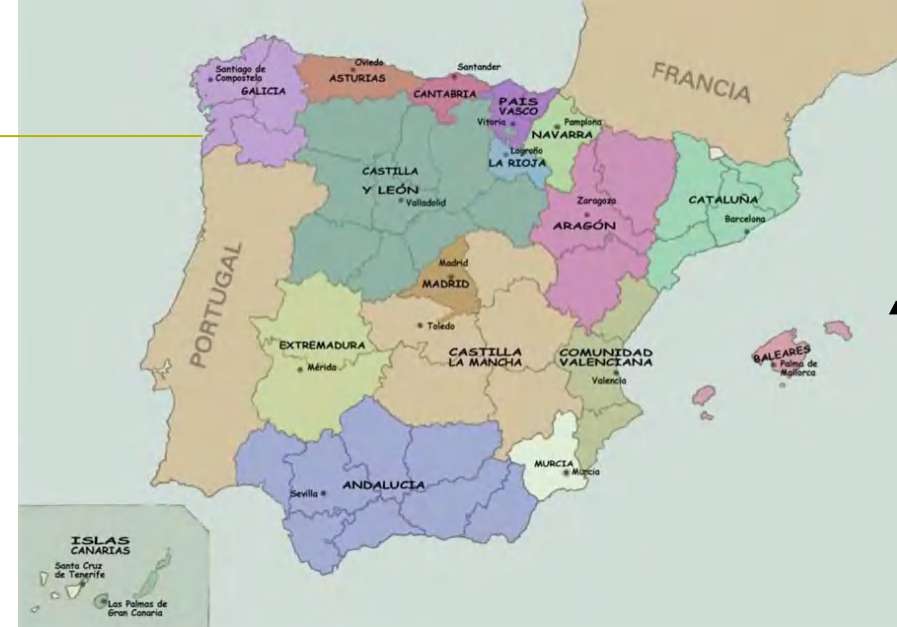 FRANCIA
Santiago de
Compostela
GALICIA
Oviedo
ASTURIAS
Santander
CANTABRIA
PAIS
VASCO
Vitoria
Pamplona
NAVARRA
Logroño
LA RIOJA
CASTILLA
Y LEÓN
Valladolid
Zaragoza
ARAGÓN
CATALUÑA
Barcelona
PORTUGAL
Madrid
MADRID
Toledo
EXTREMADURA
Mérida
CASTILLA
LA MANCHA
COMUNIDAD
VALENCIANA
Valencia
BALEARES
Palma de
Mallorca
MURCIA
Murcia
Sevilla
ANDALUCIA
ISLAS
CANARIAS
Santa Cruz
de Tenerife
Las Palmas de
Gran Canaria